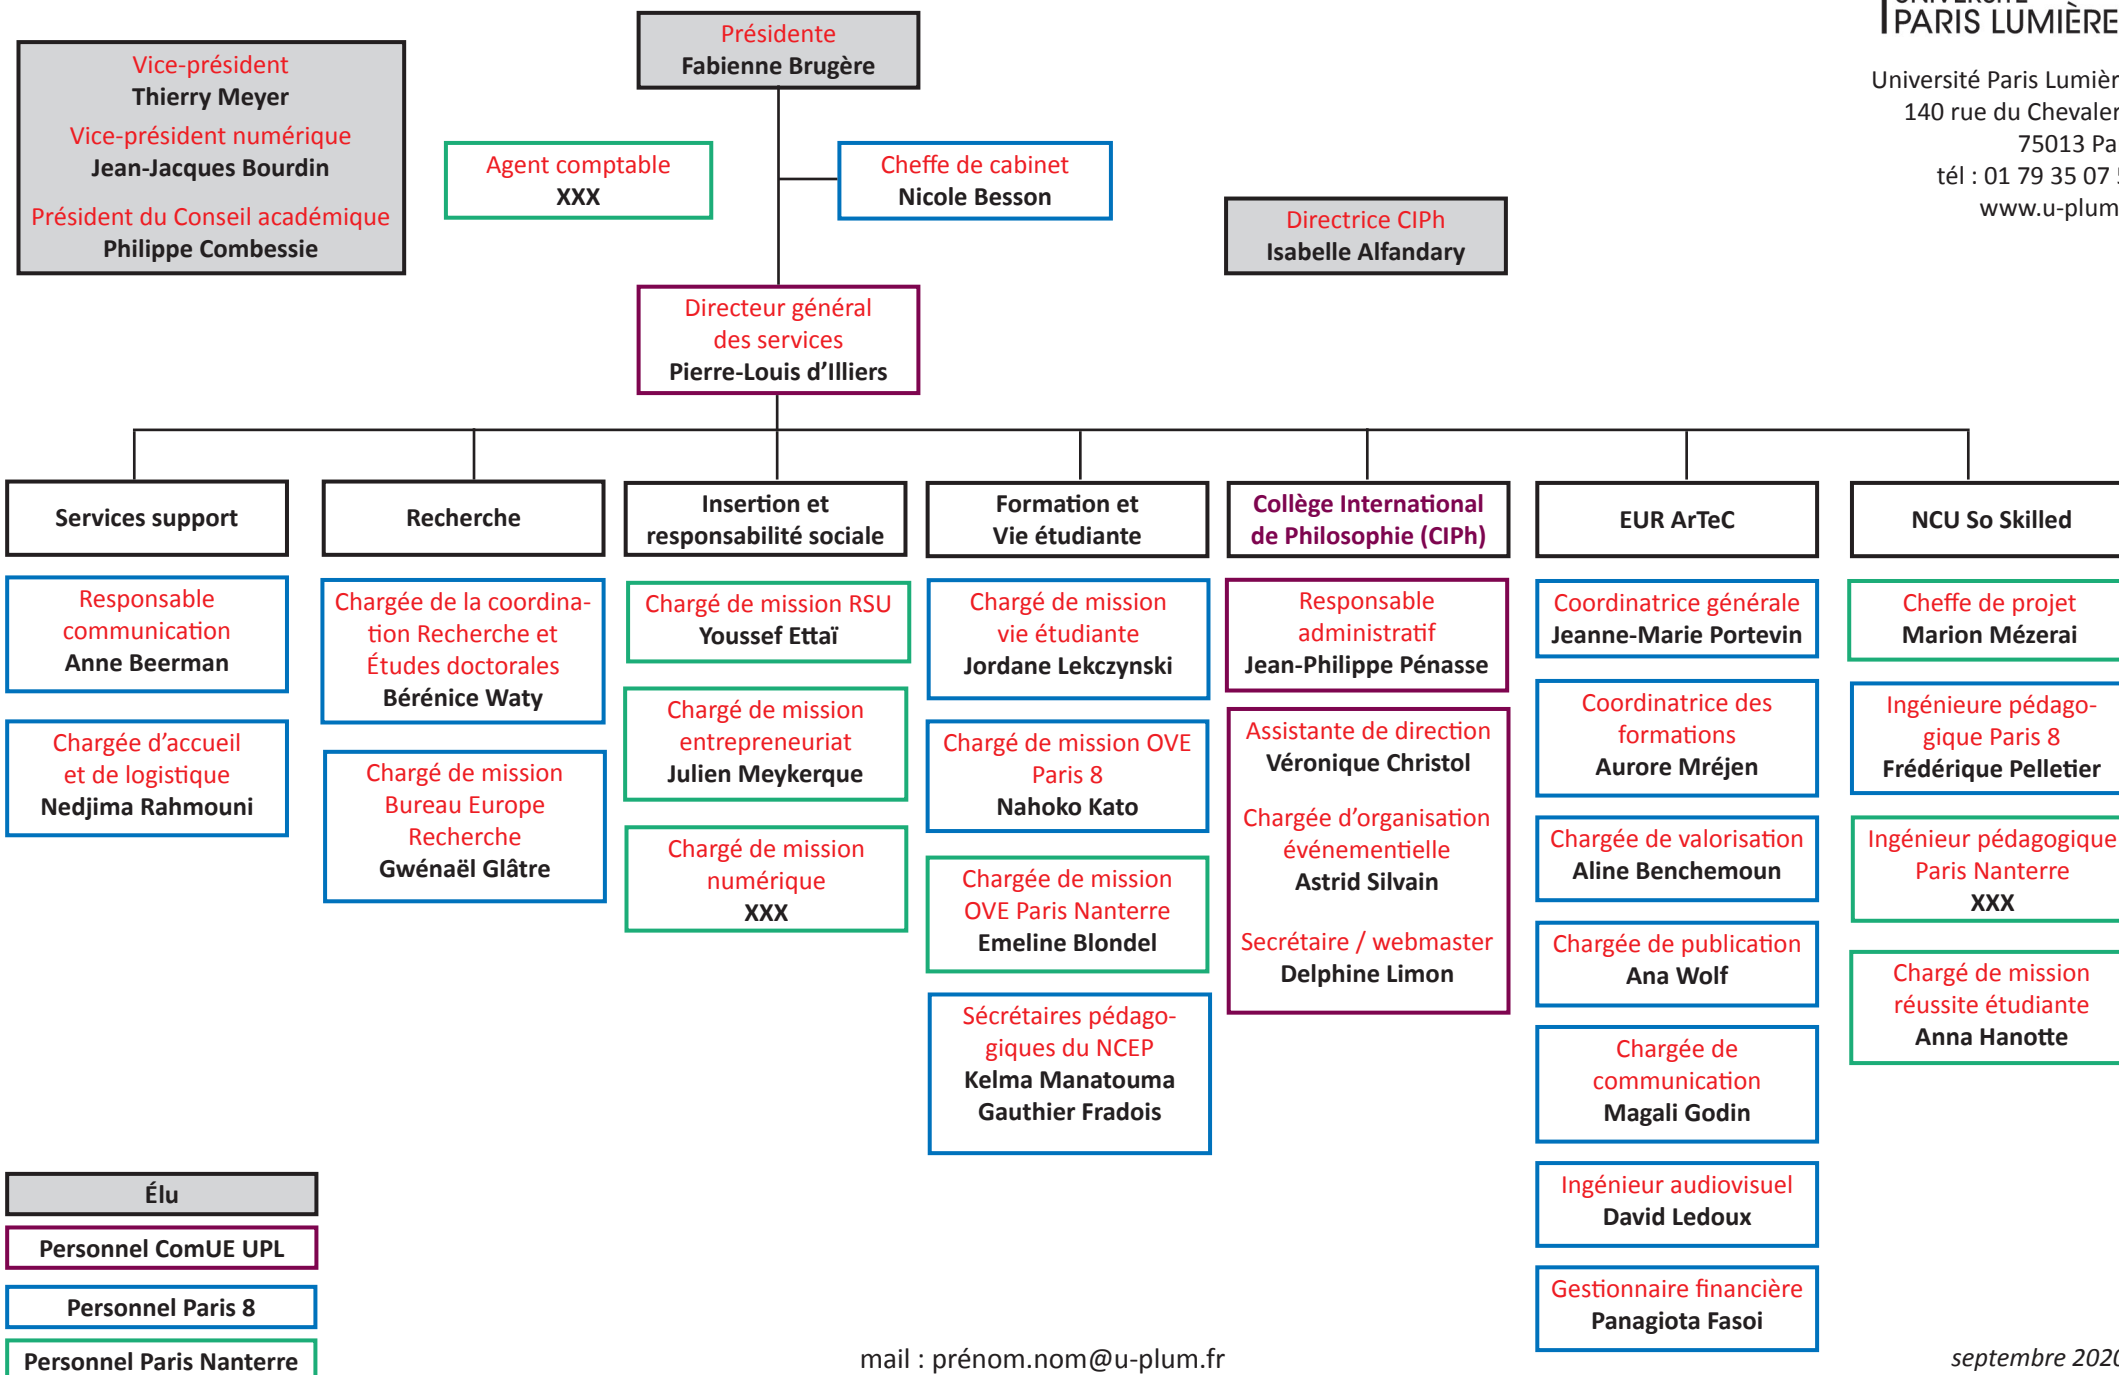 PARIS LUMIÈRE
Université Paris Lumièr
140 rue du Chevaler
75013 Pa
tél : 01 79 35 07
www.u-plum
Présidente
Fabienne Brugère
Vice-président
Thierry Meyer
Vice-président numérique
Jean-Jacques Bourdin
Président du Conseil académique
Philippe Combessie
Agent comptable
XXX
Cheffe de cabinet
Nicole Besson
Directrice CIPh
Isabelle Alfandary
Directeur général
des services
Pierre-Louis d’Illiers
Services support
Responsable
communication
Anne Beerman
Chargée d’accueil
et de logistique
Nedjima Rahmouni
Recherche
Chargée de la coordina-
tion Recherche et
Études doctorales
Bérénice Waty
Chargé de mission
Bureau Europe
Recherche
Gwénaël Glâtre
Insertion et
responsabilité sociale
Chargé de mission RSU
Youssef Ettaï
Chargé de mission
entrepreneuriat
Julien Meykerque
Chargé de mission
numérique
XXX
Formation et
Vie étudiante
Chargé de mission
vie étudiante
Jordane Lekczynski
Chargé de mission OVE
Paris 8
Nahoko Kato
Chargée de mission
OVE Paris Nanterre
Emeline Blondel
Sécrétaires pédago-
giques du NCEP
Kelma Manatouma
Gauthier Fradois
Collège International
de Philosophie (CIPh)
Responsable
administratif
Jean-Philippe Pénasse
Assistante de direction
Véronique Christol
Chargée d’organisation
événementielle
Astrid Silvain
Secrétaire / webmaster
Delphine Limon
EUR ArTeC
Coordinatrice générale
Jeanne-Marie Portevin
Coordinatrice des
formations
Aurore Mréjen
Chargée de valorisation
Aline Benchemoun
Chargée de publication
Ana Wolf
Chargée de
communication
Magali Godin
Ingénieur audiovisuel
David Ledoux
Gestionnaire financière
Panagiota Fasoi
NCU So Skilled
Cheffe de projet
Marion Mézerai
Ingénieure pédago-
gique Paris 8
Frédérique Pelletier
Ingénieur pédagogique
Paris Nanterre
XXX
Chargé de mission
réussite étudiante
Anna Hanotte
Élu
Personnel ComUE UPL
Personnel Paris 8
Personnel Paris Nanterre
mail : prénom.nom@u-plum.fr
septembre 2020